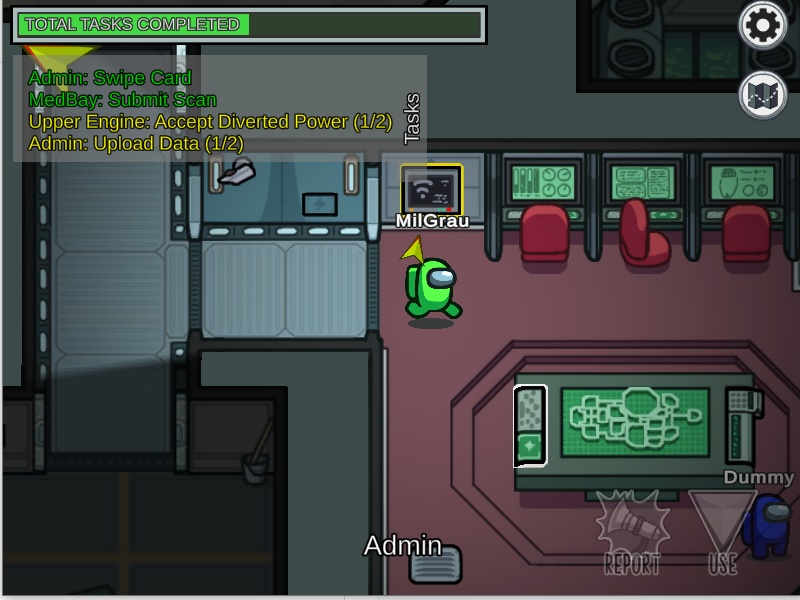 TOTAL TASKS COMPLETED
Admin: Swipe Card
MedBay: Submit Scan
Upper Engine: Accept Diverted Power (1/2)
Admin: Upload Data (1/2)
Tasks
MilGrau
Dummy
REPORT
USE
Admin